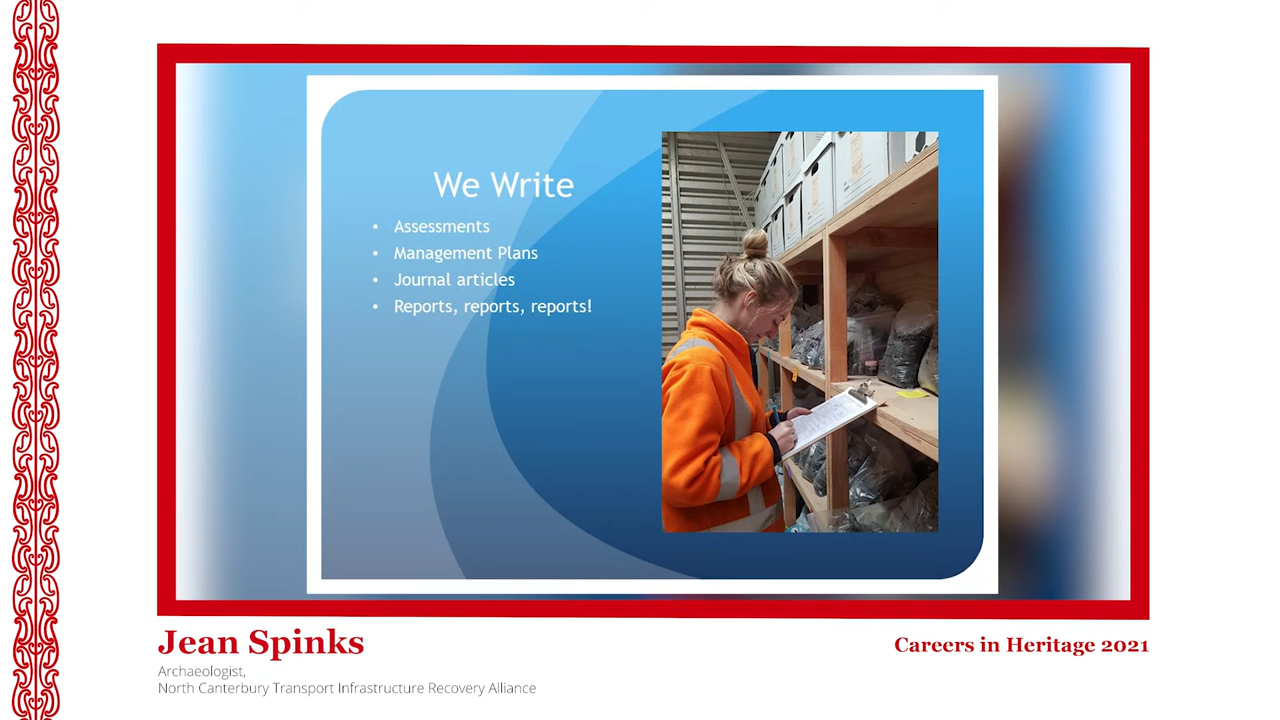 We Write
• Assessments
• Management Plans
• Journal articles
• Reports, reports, reports!
Jean Spinks
Archaeologist,
North Canterbury Transport Infrastructure Recovery Alliance
Careers in Heritage 2021